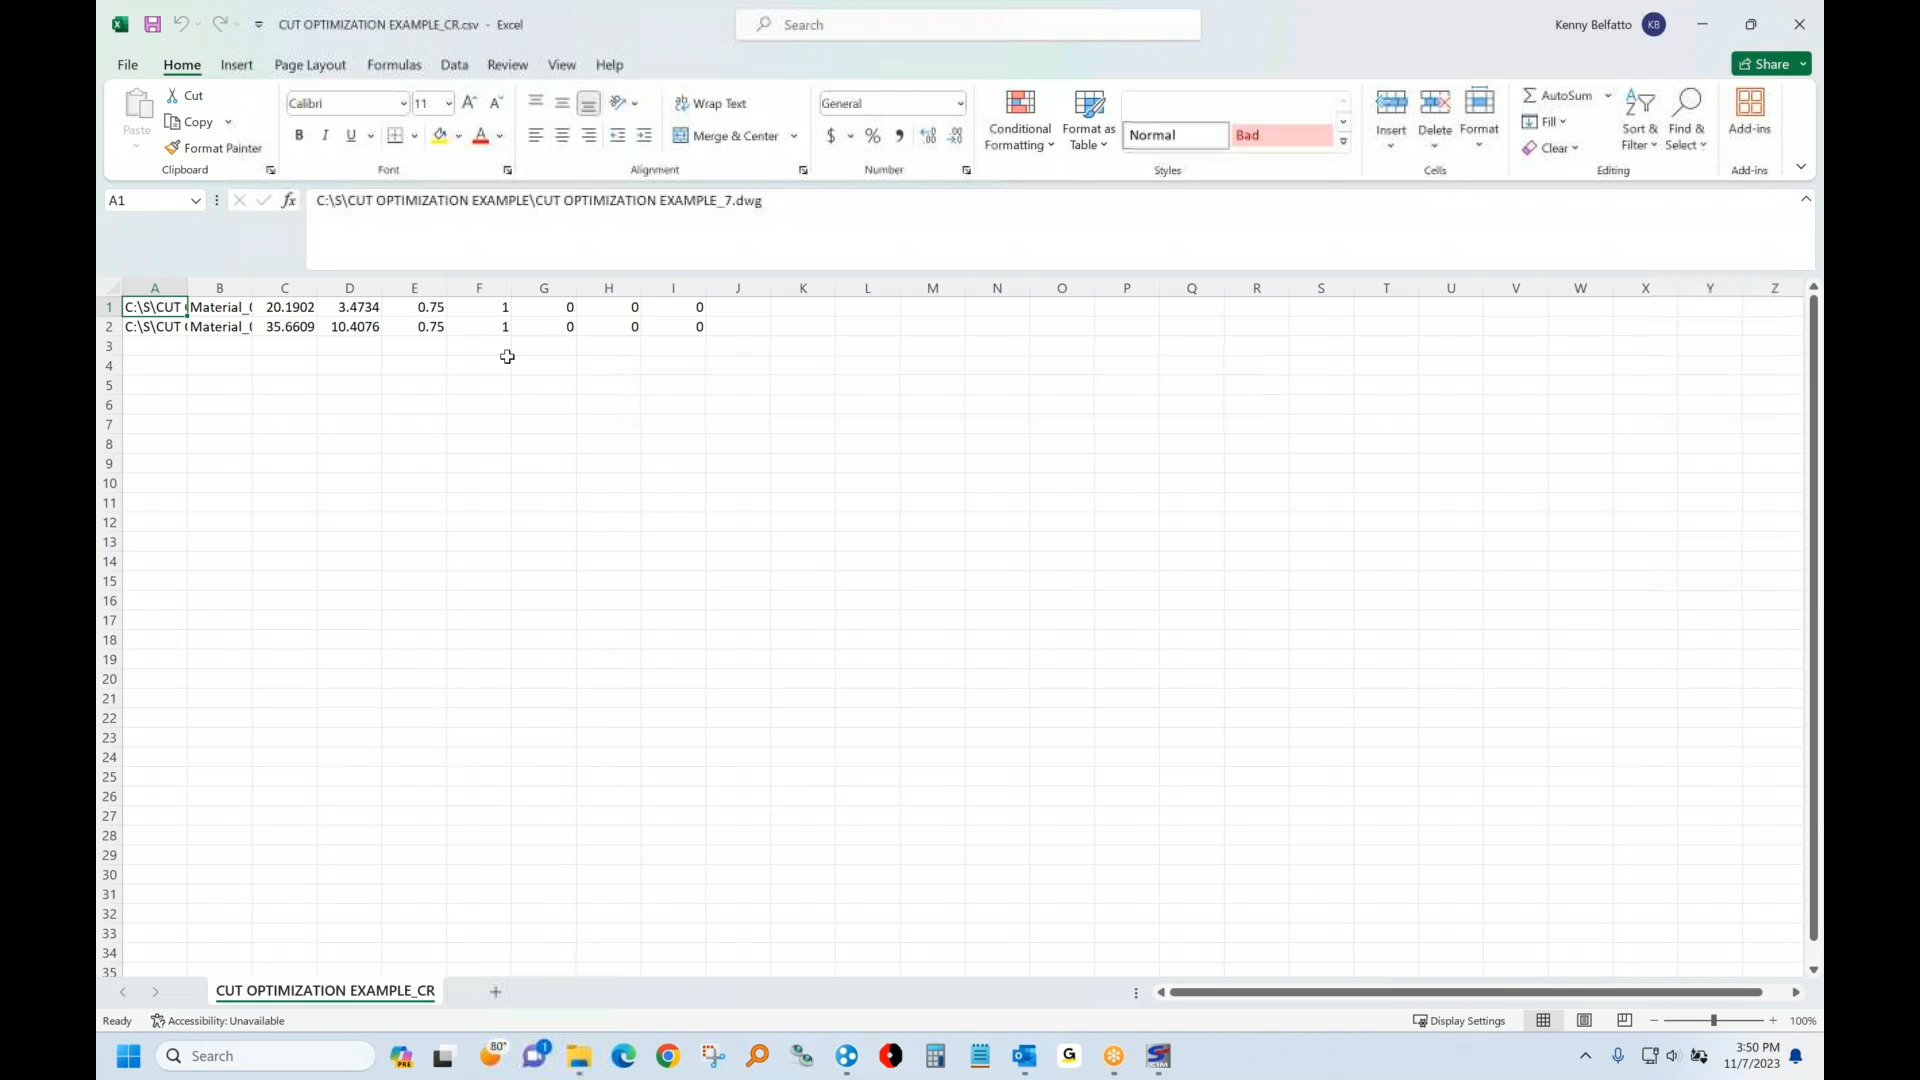 CUT OPTIMIZATION EXAMPLE_CR.csv - Excel
Search
Kenny Belfatto KB
File Home Insert Page Layout Formulas Data Review View Help
Share
Paste
Cut
Copy
Format Painter
Clipboard
Calibri 11
B I U
Font
Wrap Text
Merge & Center
Alignment
General
$ %
Number
Conditional Formatting
Format as Table
Normal Bad
Styles
Insert Delete Format
Cells
AutoSum
Fill
Clear
Sort & Filter
Find & Select
Editing
Add-ins
Add-ins
A1
fx C:\S\CUT OPTIMIZATION EXAMPLE\CUT OPTIMIZATION EXAMPLE_7.dwg
A B C D E F G H I J K L M N O P Q R S T U V W X Y Z
1 C:\S\CUT Material_ 20.1902 3.4734 0.75 1 0 0 0
2 C:\S\CUT Material_ 35.6609 10.4076 0.75 1 0 0 0
3
4
5
6
7
8
9
10
11
12
13
14
15
16
17
18
19
20
21
22
23
24
25
26
27
28
29
30
31
32
33
34
35
CUT OPTIMIZATION EXAMPLE_CR
Ready Accessibility: Unavailable Display Settings 100%
Search
80°
PRE
1
G
3:50 PM
11/7/2023